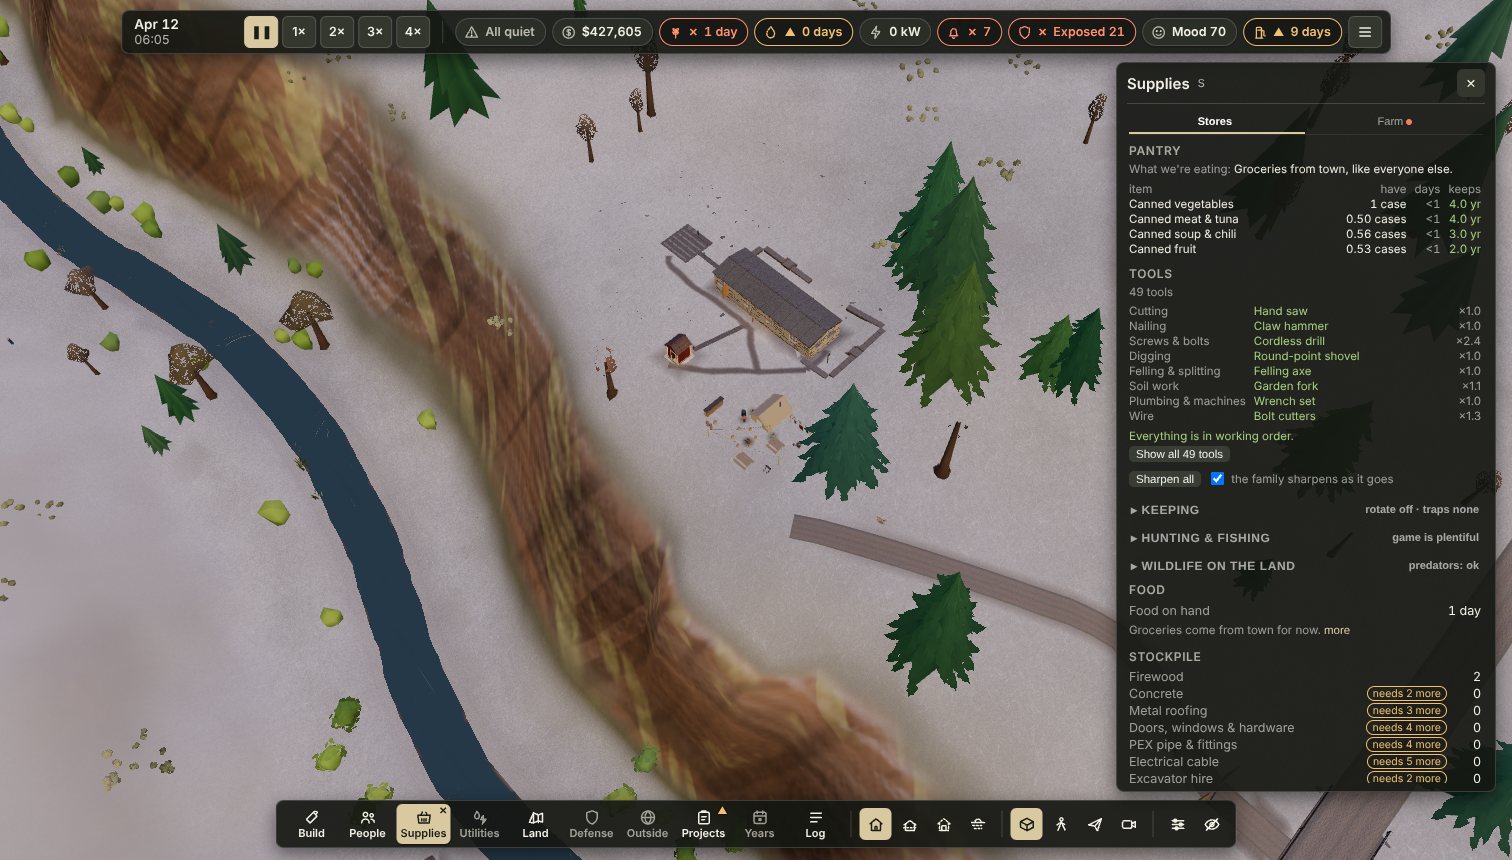 Apr 12
06:05
1×
2×
3×
4×
All quiet
$427,605
× 1 day
0 days
0 kW
× 7
× Exposed 21
Mood 70
9 days
Supplies S
Stores
Farm
PANTRY
What we're eating: Groceries from town, like everyone else.
item have days keeps
Canned vegetables 1 case <1 4.0 yr
Canned meat & tuna 0.50 cases <1 4.0 yr
Canned soup & chili 0.56 cases <1 3.0 yr
Canned fruit 0.53 cases <1 2.0 yr
TOOLS
49 tools
Cutting Hand saw ×1.0
Nailing Claw hammer ×1.0
Screws & bolts Cordless drill ×2.4
Digging Round-point shovel ×1.0
Felling & splitting Felling axe ×1.0
Soil work Garden fork ×1.1
Plumbing & machines Wrench set ×1.0
Wire Bolt cutters ×1.3
Everything is in working order.
Show all 49 tools
Sharpen all the family sharpens as it goes
KEEPING rotate off · traps none
HUNTING & FISHING game is plentiful
WILDLIFE ON THE LAND predators: ok
FOOD
Food on hand 1 day
Groceries come from town for now. more
STOCKPILE
Firewood 2
Concrete needs 2 more 0
Metal roofing needs 3 more 0
Doors, windows & hardware needs 4 more 0
PEX pipe & fittings needs 4 more 0
Electrical cable needs 5 more 0
Excavator hire needs 2 more 0
Build
People
Supplies
Utilities
Land
Defense
Outside
Projects
Years
Log